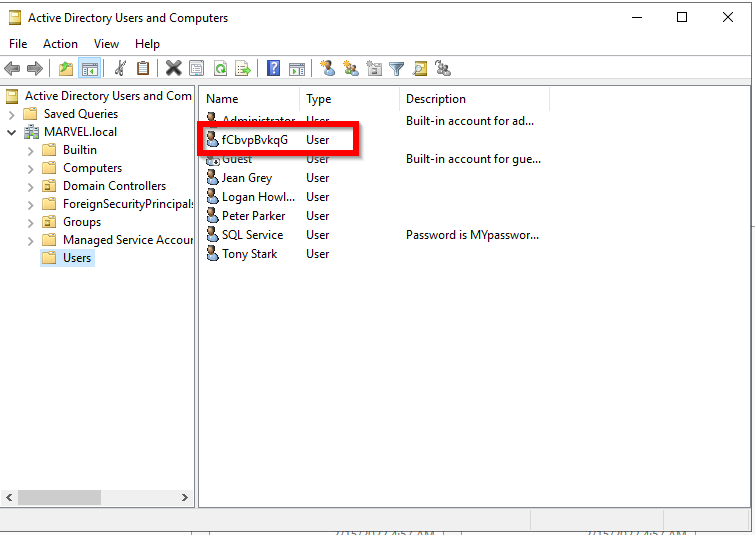 Active Directory Users and Computers
File Action View Help
Active Directory Users and Com
Saved Queries
MARVEL.local
Builtin
Computers
Domain Controllers
ForeignSecurityPrincipals
Groups
Managed Service Accour
Users
Name Type Description
Administrator User Built-in account for ad...
fCbvpBvkqG User
Guest User Built-in account for gue...
Jean Grey User
Logan Howl... User
Peter Parker User
SQL Service User Password is MYpasswor...
Tony Stark User